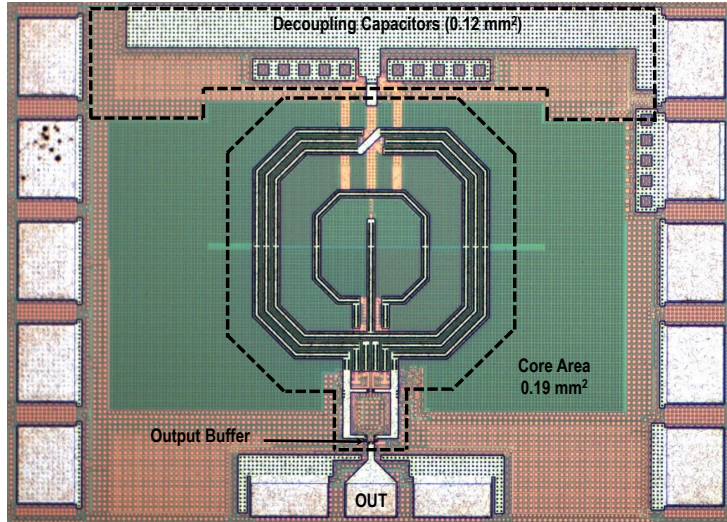 Decoupling Capacitors (0.12 mm²)
Core Area
0.19 mm²
Output Buffer
OUT